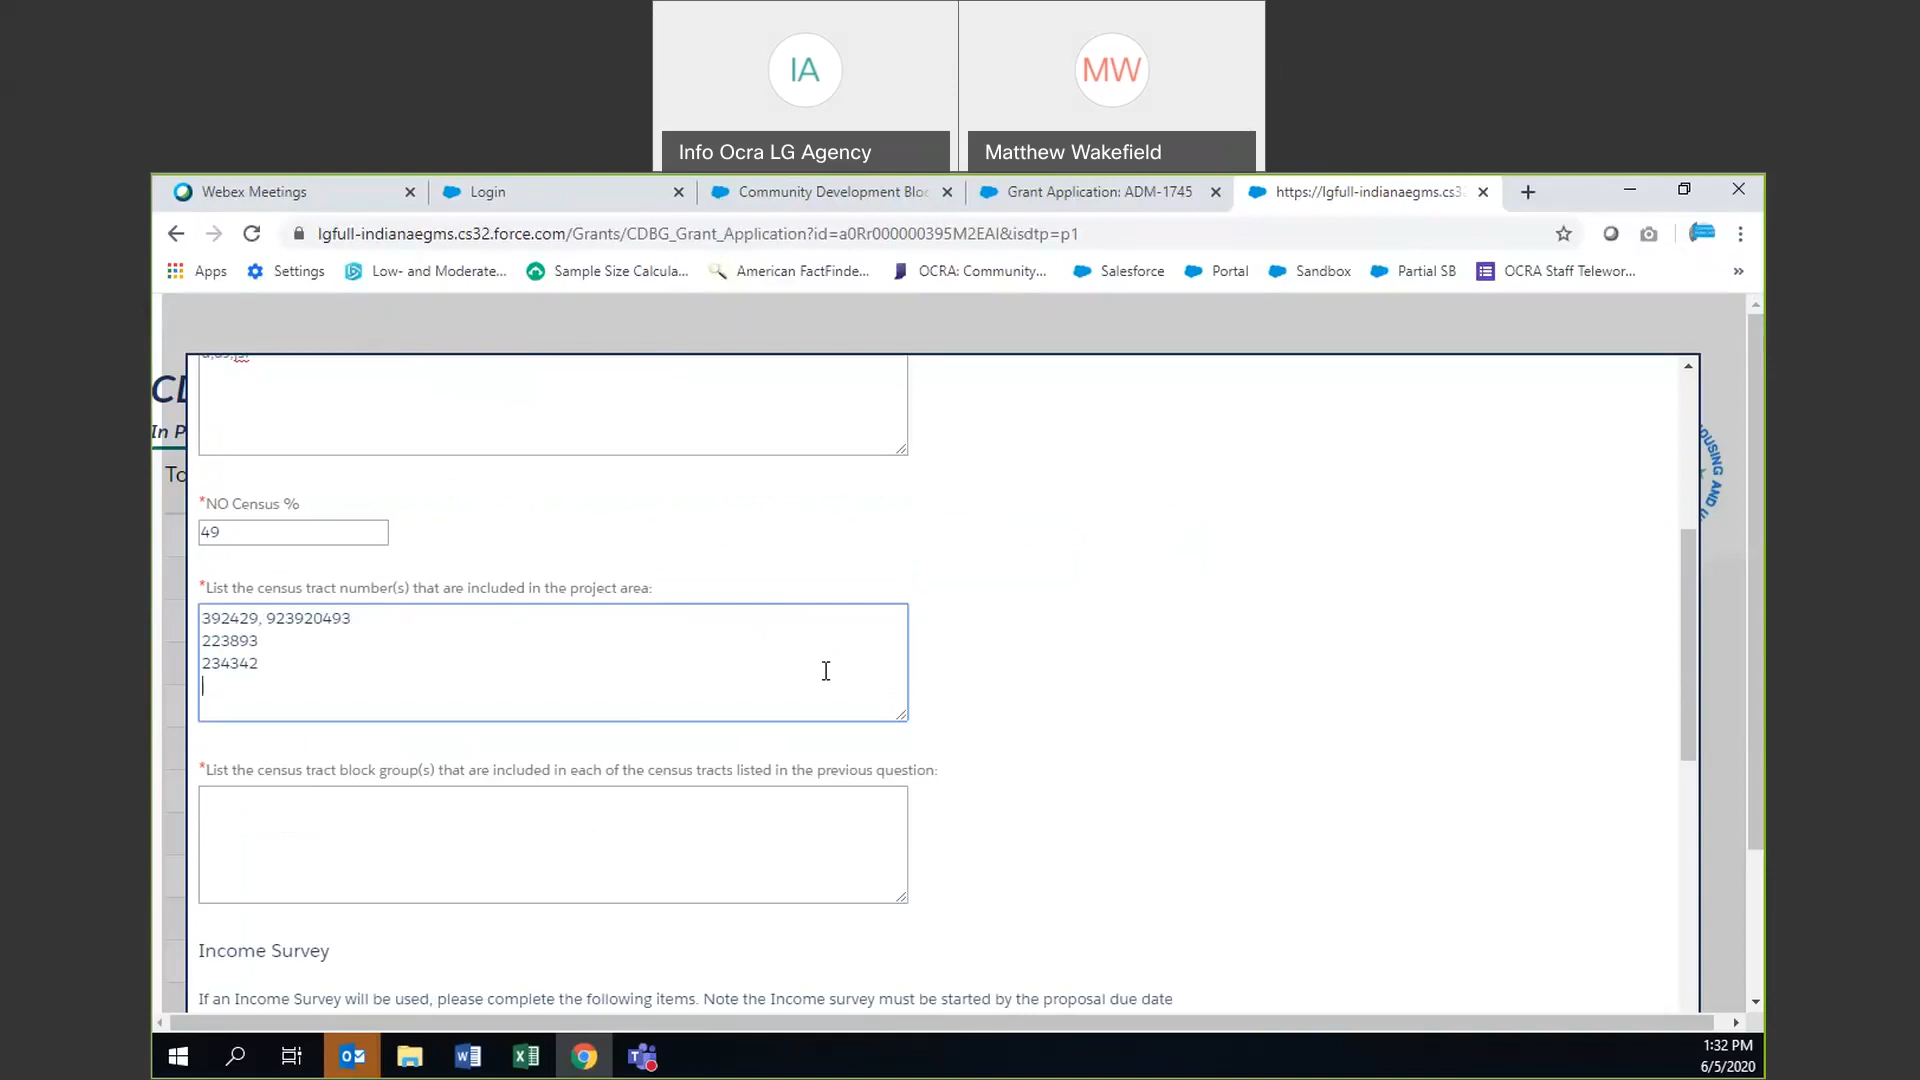 IA
MW
Info Ocra LG Agency
Matthew Wakefield
Webex Meetings
Login
Community Development Bloc
Grant Application: ADM-1745
https://lgfull-indianaegms.cs32
lgfull-indianaegms.cs32.force.com/Grants/CDBG_Grant_Application?id=a0Rr000000395M2EAI&isdtp=p1
Apps
Settings
Low- and Moderate...
Sample Size Calcula...
American FactFinde...
OCRA: Community...
Salesforce
Portal
Sandbox
Partial SB
OCRA Staff Telewor...
»
In P
To
OUSING AND U
*NO Census %
49
*List the census tract number(s) that are included in the project area:
392429, 923920493
223893
234342
*List the census tract block group(s) that are included in each of the census tracts listed in the previous question:
Income Survey
If an Income Survey will be used, please complete the following items. Note the Income survey must be started by the proposal due date
1:32 PM
6/5/2020